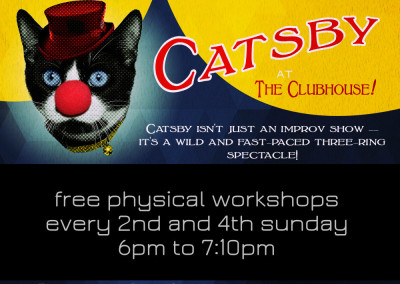 CATSBY
AT
THE CLUBHOUSE!
CATSBY ISN'T JUST AN IMPROV SHOW —
IT'S A WILD AND FAST-PACED THREE-RING
SPECTACLE!
free physical workshops
every 2nd and 4th sunday
6pm to 7:10pm